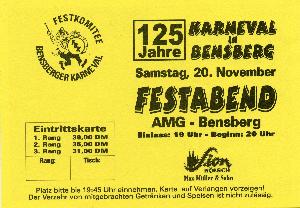 FESTKOMITEE
BENSBERGER KARNEVAL
125 Jahre
KARNEVAL
in
BENSBERG
Samstag, 20. November
FESTABEND
AMG - Bensberg
Einlass: 19 Uhr - Beginn: 20 Uhr
Eintrittskarte
1. Rang 39,00 DM
2. Rang 36,00 DM
3. Rang 31,00 DM
Rang: Tisch:
Sion
KÖLSCH
Max Müller & Sohn
Platz bitte bis 19:45 Uhr einnehmen, Karte auf Verlangen vorzeigen!
Der Verzehr von mitgebrachten Getränken und Speisen ist nicht zulässig.